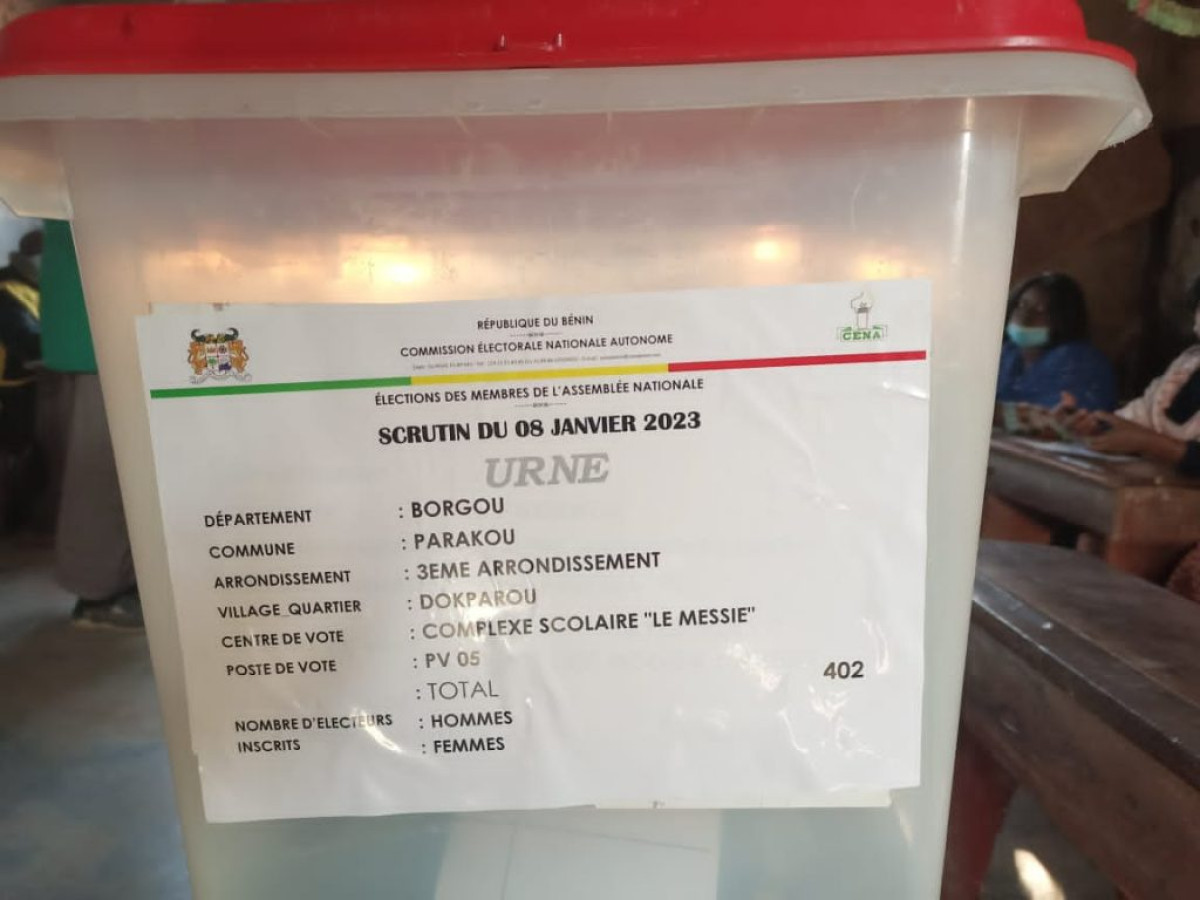 RÉPUBLIQUE DU BÉNIN
COMMISSION ÉLECTORALE NATIONALE AUTONOME
CENA
ÉLECTIONS DES MEMBRES DE L'ASSEMBLÉE NATIONALE
SCRUTIN DU 08 JANVIER 2023
URNE
DÉPARTEMENT : BORGOU
COMMUNE : PARAKOU
ARRONDISSEMENT : 3EME ARRONDISSEMENT
VILLAGE_QUARTIER : DOKPAROU
CENTRE DE VOTE : COMPLEXE SCOLAIRE "LE MESSIE"
POSTE DE VOTE : PV 05
: TOTAL 402
NOMBRE D'ELECTEURS : HOMMES
INSCRITS : FEMMES